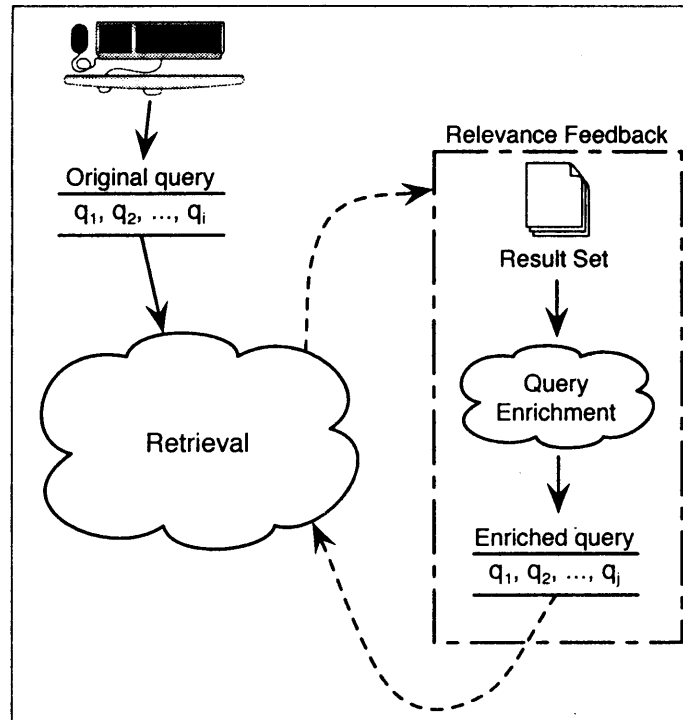 Original query
q1, q2, ..., qi
Retrieval
Relevance Feedback
Result Set
Query
Enrichment
Enriched query
q1, q2, ..., qj